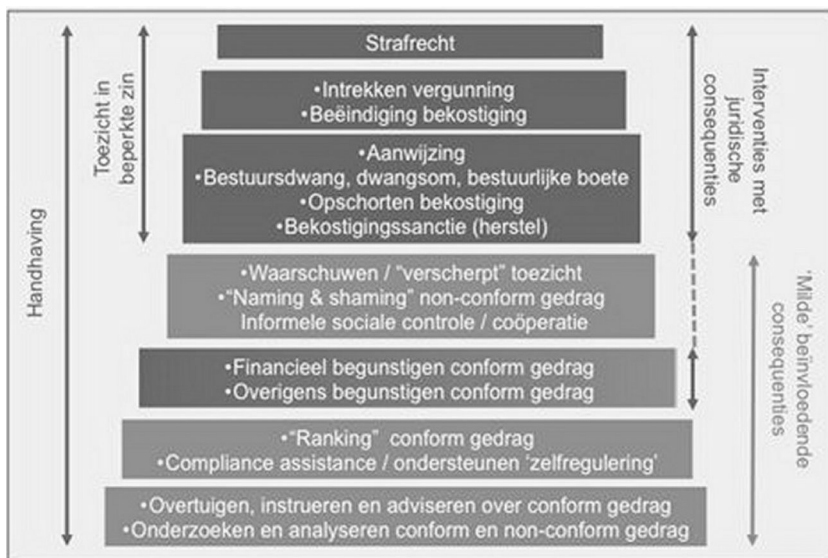 Handhaving
Toezicht in
beperkte zin
Strafrecht
•Intrekken vergunning
•Beëindiging bekostiging
•Aanwijzing
•Bestuursdwang, dwangsom, bestuurlijke boete
•Opschorten bekostiging
•Bekostigingssanctie (herstel)
•Waarschuwen / “verscherpt” toezicht
•“Naming & shaming” non-conform gedrag
Informele sociale controle / coöperatie
•Financieel begunstigen conform gedrag
•Overigens begunstigen conform gedrag
•“Ranking” conform gedrag
•Compliance assistance / ondersteunen ‘zelfregulering’
•Overtuigen, instrueren en adviseren over conform gedrag
•Onderzoeken en analyseren conform en non-conform gedrag
Interventies met
juridische
consequenties
‘Milde’ beïnvloedende
consequenties